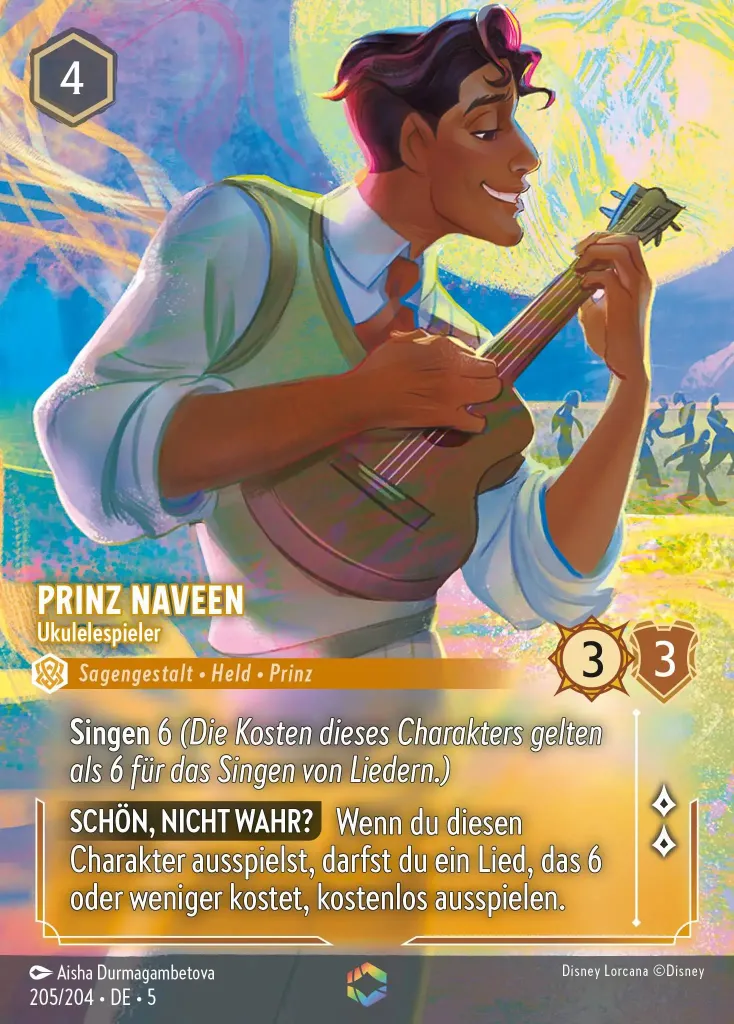 4
PRINZ NAVEEN
Ukulelespieler
Sagengestalt • Held • Prinz
3
3
Singen 6 (Die Kosten dieses Charakters gelten
als 6 für das Singen von Liedern.)
SCHÖN, NICHT WAHR? Wenn du diesen
Charakter ausspielst, darfst du ein Lied, das 6
oder weniger kostet, kostenlos ausspielen.
Aisha Durmagambetova
Disney Lorcana ©Disney
205/204 • DE • 5